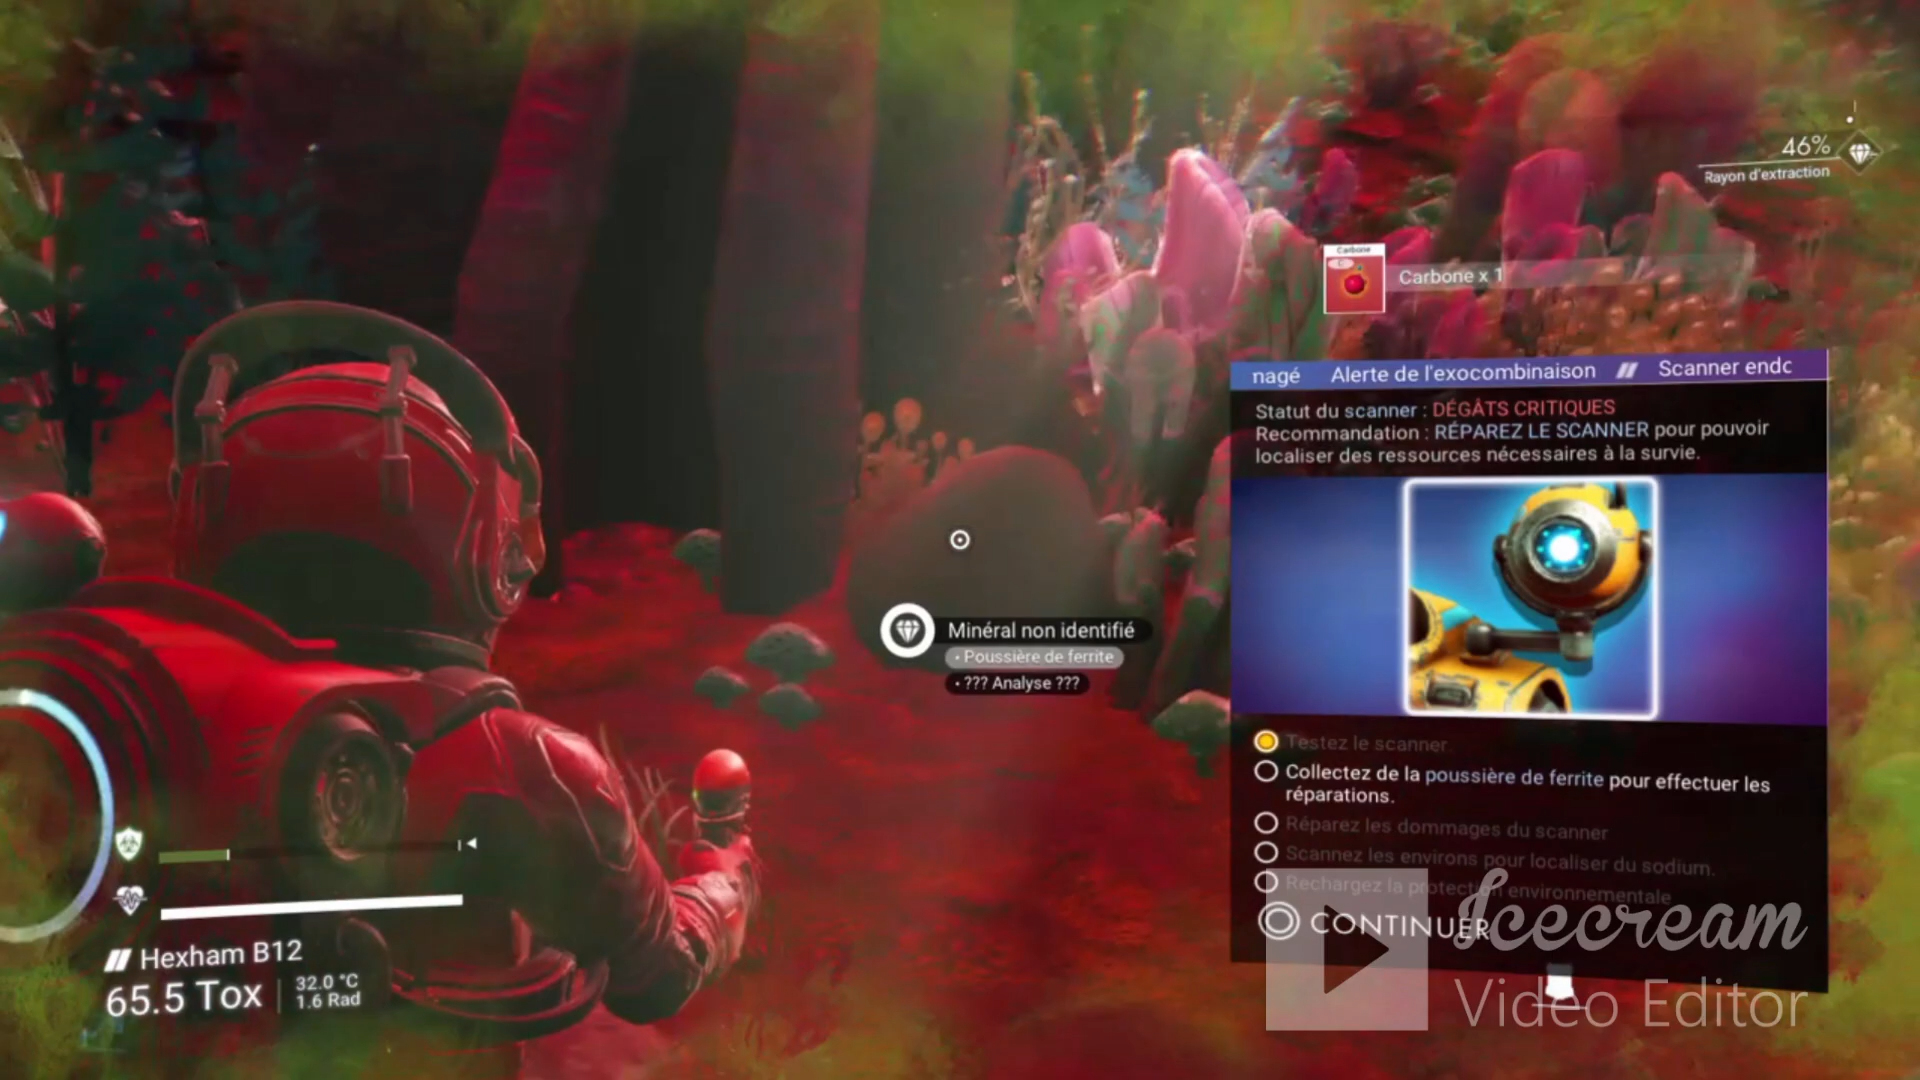 46%
Rayon d'extraction
Carbone
C
Carbone x 1
nagé Alerte de l'exocombinaison // Scanner endc
Statut du scanner : DÉGÂTS CRITIQUES
Recommandation : RÉPAREZ LE SCANNER pour pouvoir
localiser des ressources nécessaires à la survie.
Minéral non identifié
• Poussière de ferrite
• ??? Analyse ???
Testez le scanner.
Collectez de la poussière de ferrite pour effectuer les
réparations.
Réparez les dommages du scanner
Scannez les environs pour localiser du sodium.
Rechargez la protection environnementale
CONTINUER
Icecream
Video Editor
// Hexham B12
65.5 Tox
32.0 °C
1.6 Rad